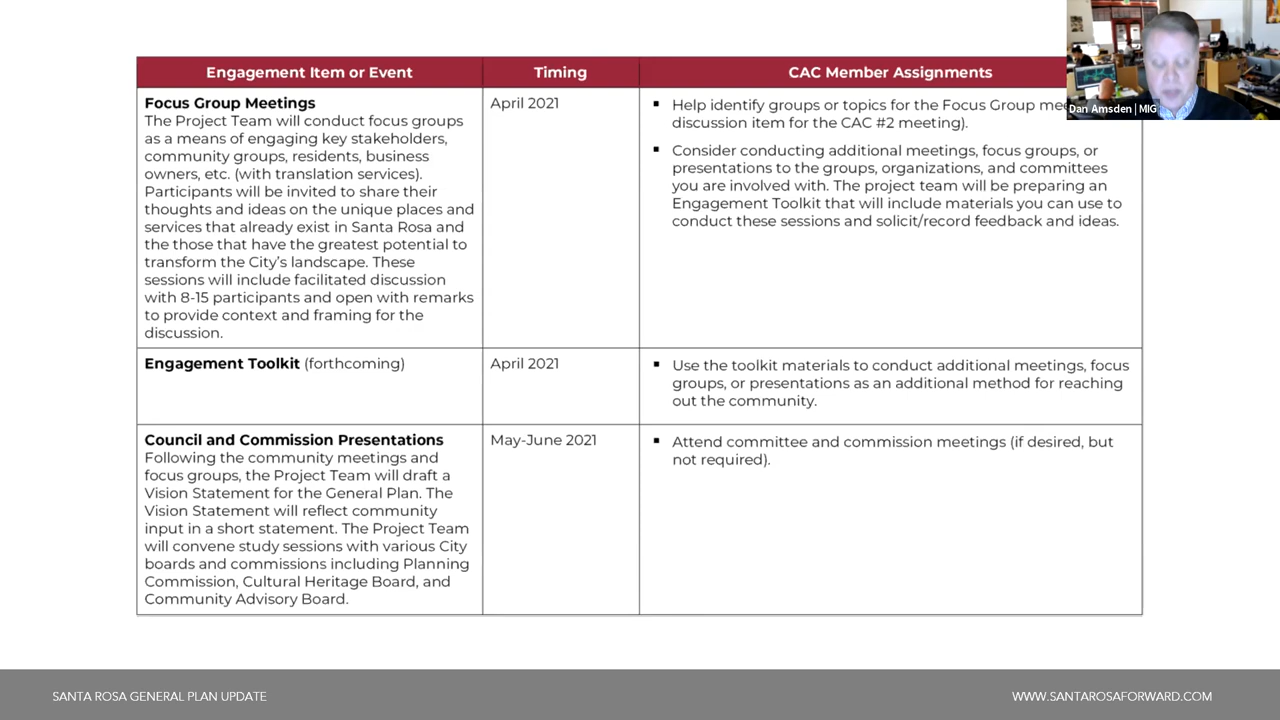 Engagement Item or Event
Timing
CAC Member Assignments
Focus Group Meetings
The Project Team will conduct focus groups
as a means of engaging key stakeholders,
community groups, residents, business
owners, etc. (with translation services).
Participants will be invited to share their
thoughts and ideas on the unique places and
services that already exist in Santa Rosa and
the those that have the greatest potential to
transform the City’s landscape. These
sessions will include facilitated discussion
with 8-15 participants and open with remarks
to provide context and framing for the
discussion.
April 2021
▪ Help identify groups or topics for the Focus Group
discussion item for the CAC #2 meeting).
▪ Consider conducting additional meetings, focus groups, or
presentations to the groups, organizations, and committees
you are involved with. The project team will be preparing an
Engagement Toolkit that will include materials you can use to
conduct these sessions and solicit/record feedback and ideas.
Engagement Toolkit (forthcoming)
April 2021
▪ Use the toolkit materials to conduct additional meetings, focus
groups, or presentations as an additional method for reaching
out the community.
Council and Commission Presentations
Following the community meetings and
focus groups, the Project Team will draft a
Vision Statement for the General Plan. The
Vision Statement will reflect community
input in a short statement. The Project Team
will convene study sessions with various City
boards and commissions including Planning
Commission, Cultural Heritage Board, and
Community Advisory Board.
May-June 2021
▪ Attend committee and commission meetings (if desired, but
not required).
Dan Amsden | MIG
SANTA ROSA GENERAL PLAN UPDATE
WWW.SANTAROSAFORWARD.COM